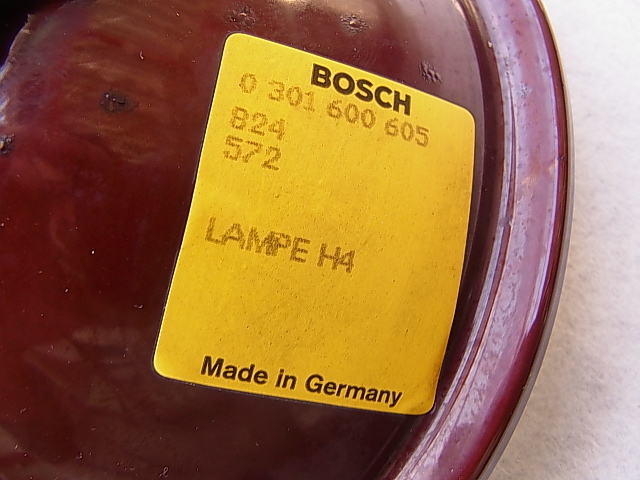 BOSCH
0 301 600 605
B24
572
LAMPE H4
Made in Germany